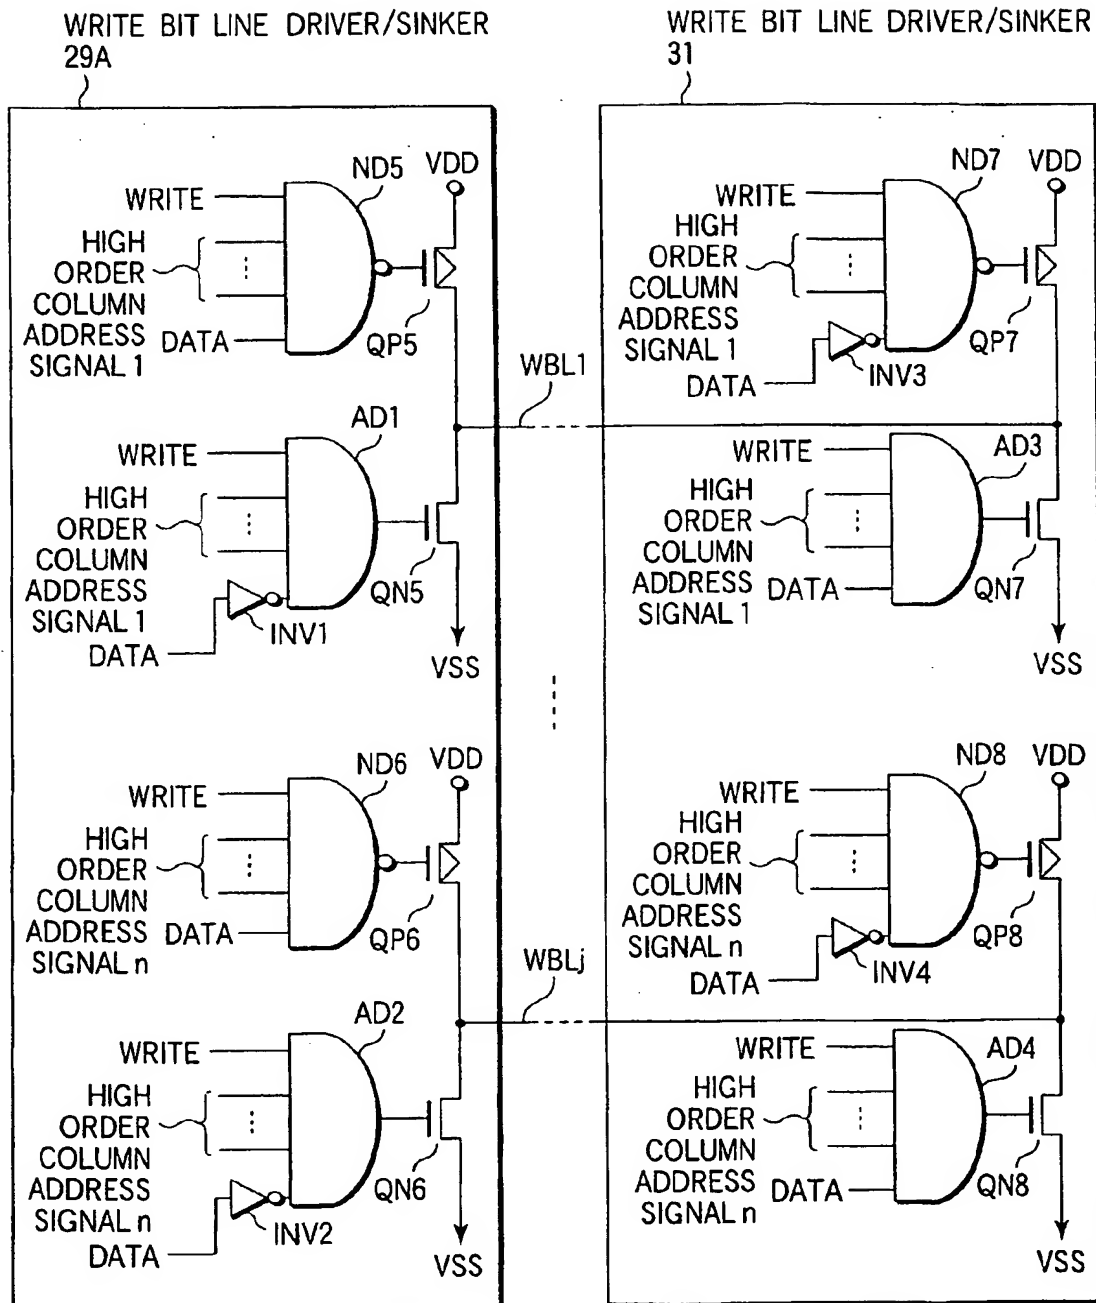 WRITE BIT LINE DRIVER/SINKER
29A
ND5
VDD
WRITE
HIGH
ORDER
COLUMN
ADDRESS
SIGNAL 1
DATA
QP5
WBL1
AD1
WRITE
HIGH
ORDER
COLUMN
ADDRESS
SIGNAL 1
DATA
INV1
QN5
VSS
ND6
VDD
WRITE
HIGH
ORDER
COLUMN
ADDRESS
SIGNAL n
DATA
QP6
WBLj
AD2
WRITE
HIGH
ORDER
COLUMN
ADDRESS
SIGNAL n
DATA
INV2
QN6
VSS
WRITE BIT LINE DRIVER/SINKER
31
ND7
VDD
WRITE
HIGH
ORDER
COLUMN
ADDRESS
SIGNAL 1
DATA
INV3
QP7
AD3
WRITE
HIGH
ORDER
COLUMN
ADDRESS
SIGNAL 1
DATA
QN7
VSS
ND8
VDD
WRITE
HIGH
ORDER
COLUMN
ADDRESS
SIGNAL n
DATA
INV4
QP8
AD4
WRITE
HIGH
ORDER
COLUMN
ADDRESS
SIGNAL n
DATA
QN8
VSS